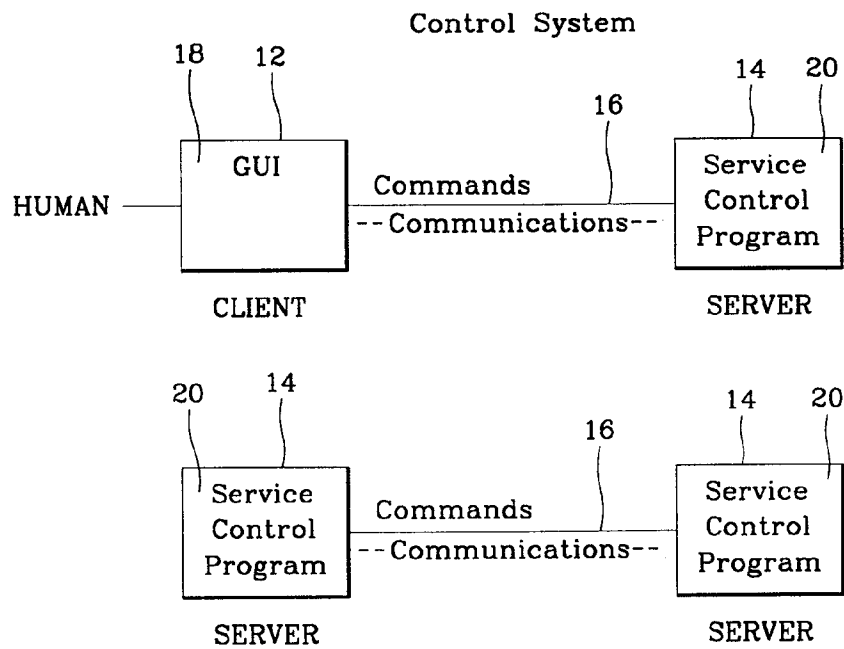 Control System
18
12
14
20
16
GUI
Service
Control
Program
HUMAN
Commands
--Communications--
CLIENT
SERVER
20
14
14
20
16
Service
Control
Program
Commands
--Communications--
Service
Control
Program
SERVER
SERVER